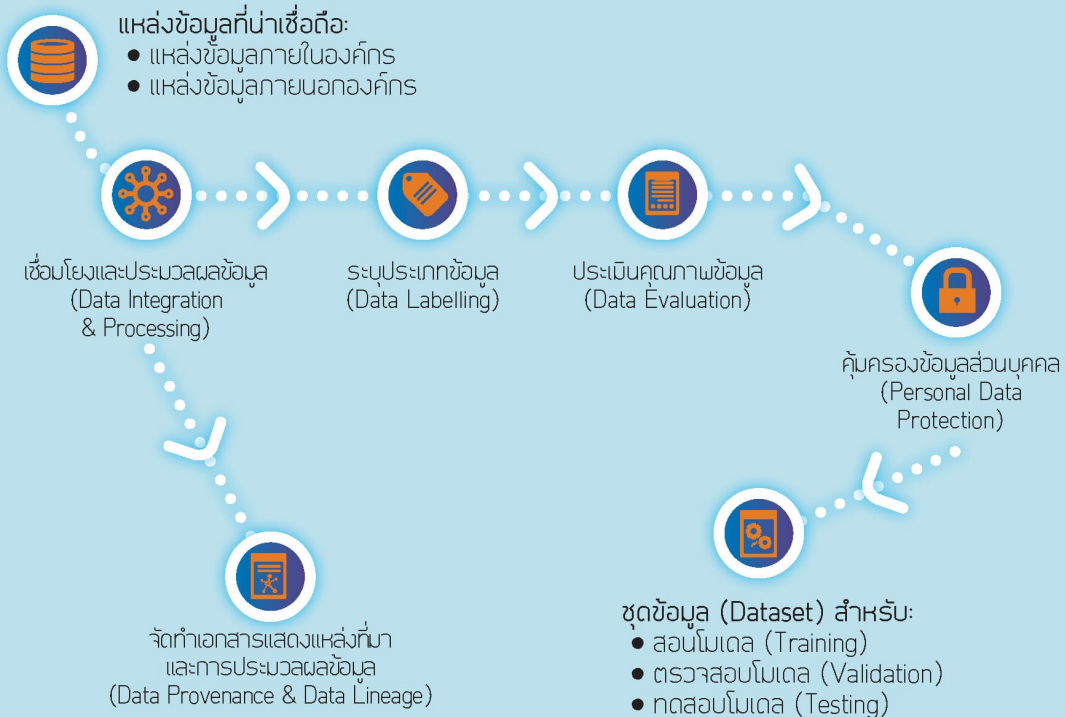 แหล่งข้อมูลที่น่าเชื่อถือ:
● แหล่งข้อมูลภายในองค์กร
● แหล่งข้อมูลภายนอกองค์กร
เชื่อมโยงและประมวลผลข้อมูล
(Data Integration
& Processing)
ระบุประเภทข้อมูล
(Data Labelling)
ประเมินคุณภาพข้อมูล
(Data Evaluation)
คุ้มครองข้อมูลส่วนบุคคล
(Personal Data
Protection)
จัดทำเอกสารแสดงแหล่งที่มา
และการประมวลผลข้อมูล
(Data Provenance & Data Lineage)
ชุดข้อมูล (Dataset) สำหรับ:
● สอนโมเดล (Training)
● ตรวจสอบโมเดล (Validation)
● ทดสอบโมเดล (Testing)